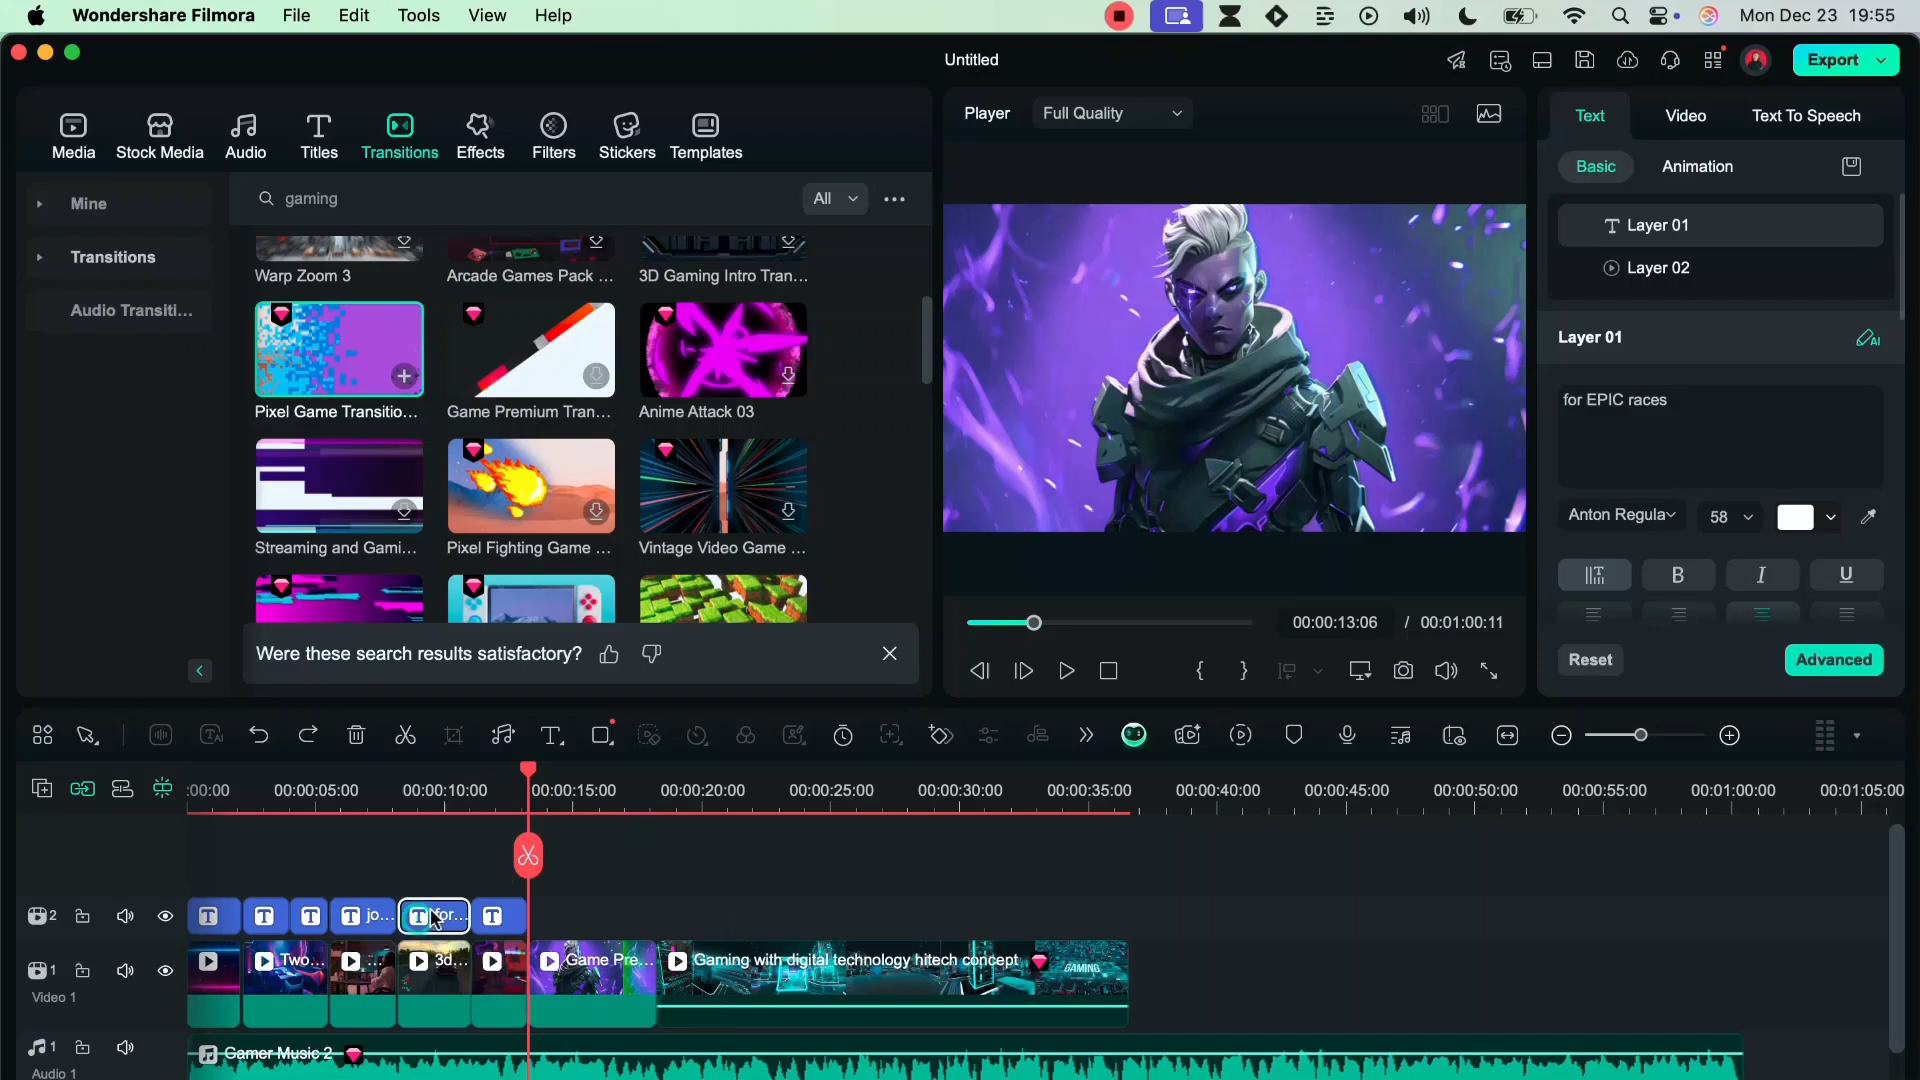 Wondershare Filmora File Edit Tools View Help
Mon Dec 23 19:55
Untitled
Export
Media Stock Media Audio Titles Transitions Effects Filters Stickers Templates
Mine
Transitions
Audio Transiti...
gaming
All
Warp Zoom 3
Arcade Games Pack ...
3D Gaming Intro Tran...
Pixel Game Transitio...
Game Premium Tran...
Anime Attack 03
Streaming and Gami...
Pixel Fighting Game ...
Vintage Video Game ...
Were these search results satisfactory?
Player
Full Quality
00:00:13:06 / 00:01:00:11
Text Video Text To Speech
Basic Animation
Layer 01
Layer 02
Layer 01
AI
for EPIC races
Anton Regula
58
B I U
Reset
Advanced
:00:00 00:00:05:00 00:00:10:00 00:00:15:00 00:00:20:00 00:00:25:00 00:00:30:00 00:00:35:00 00:00:40:00 00:00:45:00 00:00:50:00 00:00:55:00 00:01:00:00 00:01:05:00
2
T T T T jo... T for... T
1
Two... ... 3d... Game Pre... Gaming with digital technology hitech concept
GAMING
Video 1
1
Gamer Music 2
Audio 1